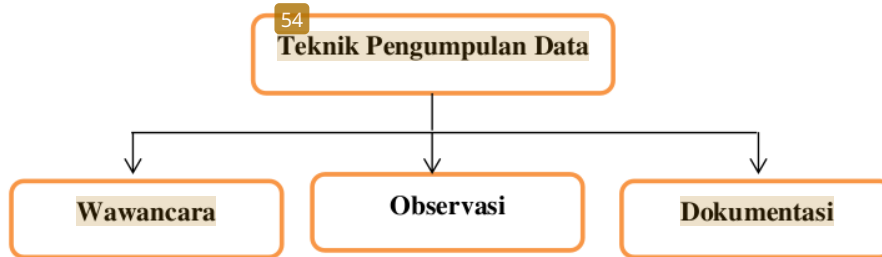 54
Teknik Pengumpulan Data
Wawancara
Observasi
Dokumentasi